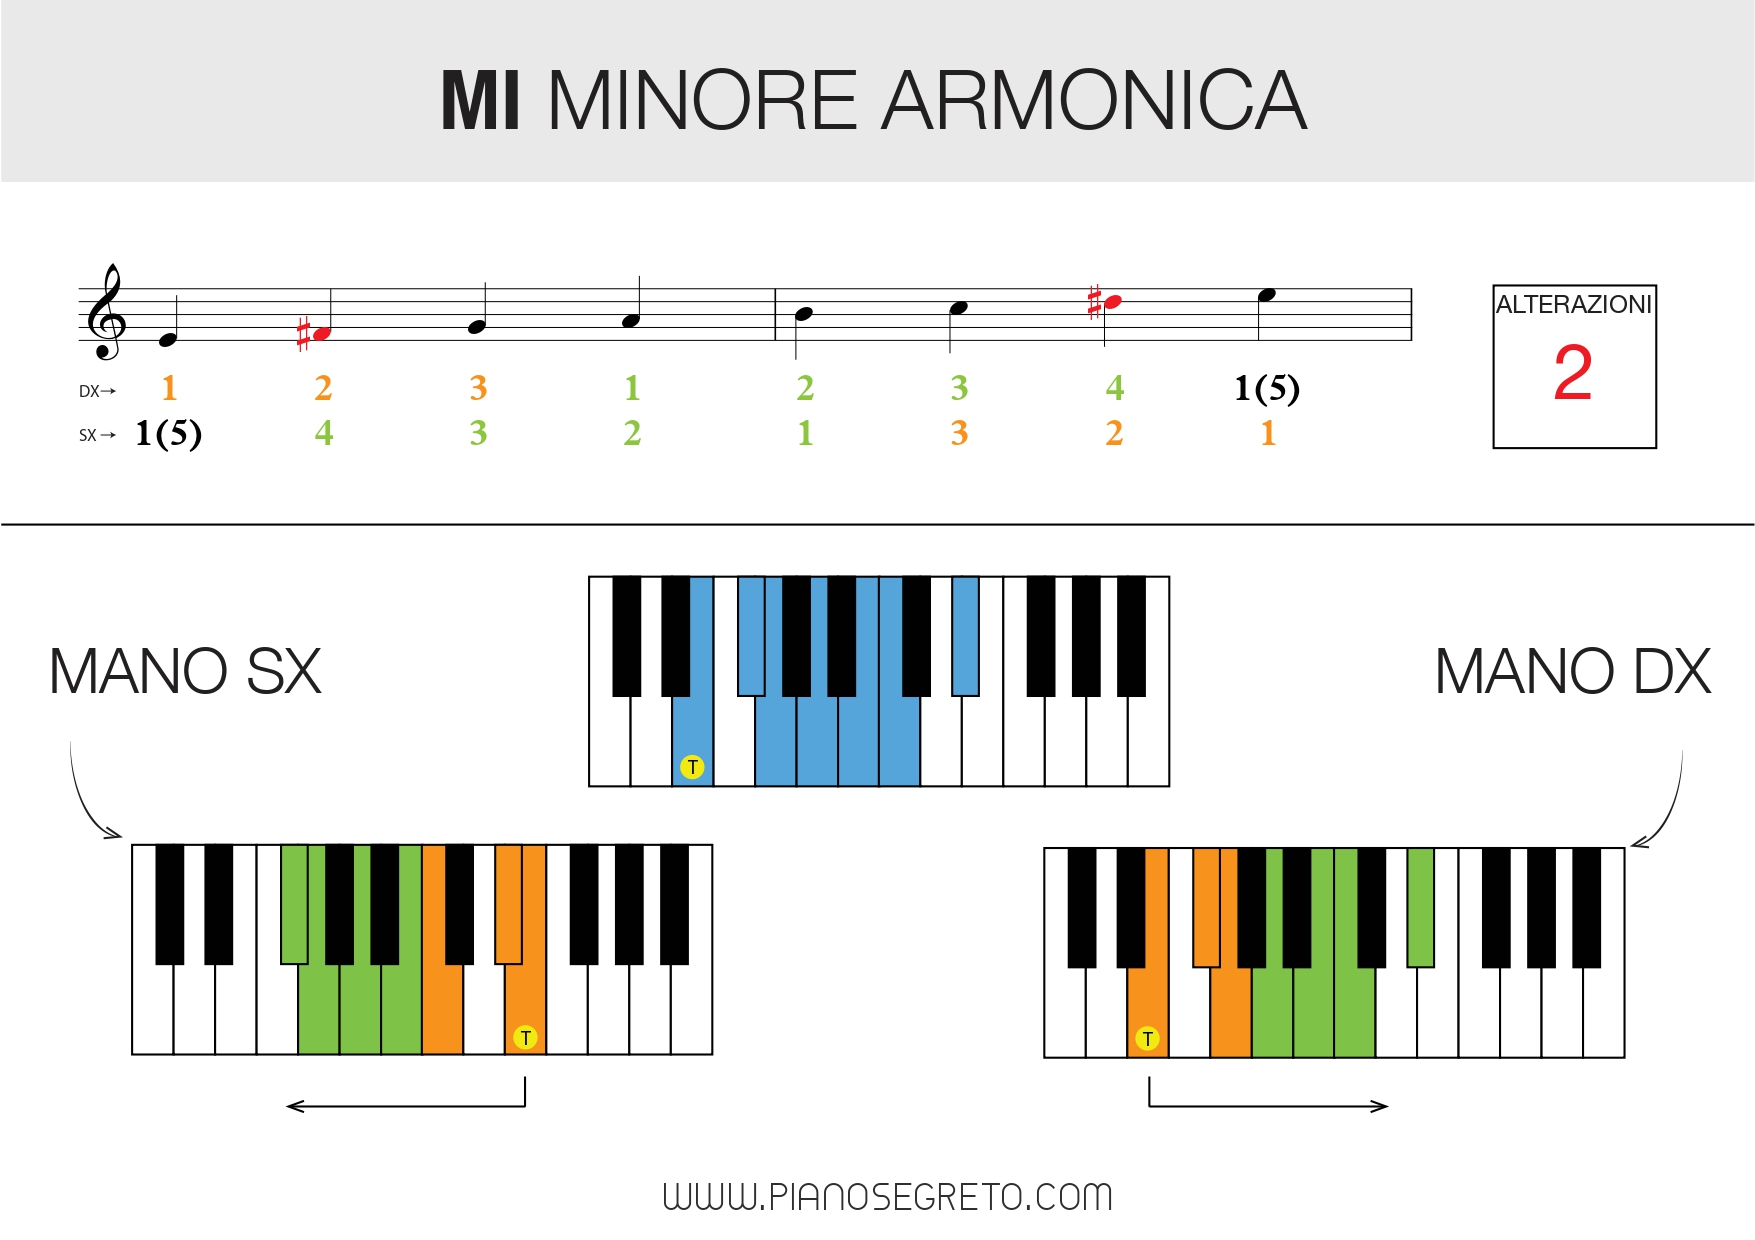 MI MINORE ARMONICA
ALTERAZIONI
2
DX→ 1 2 3 1 2 3 4 1(5)
SX→ 1(5) 4 3 2 1 3 2 1
MANO SX
MANO DX
T
T
T
WWW.PIANOSEGRETO.COM